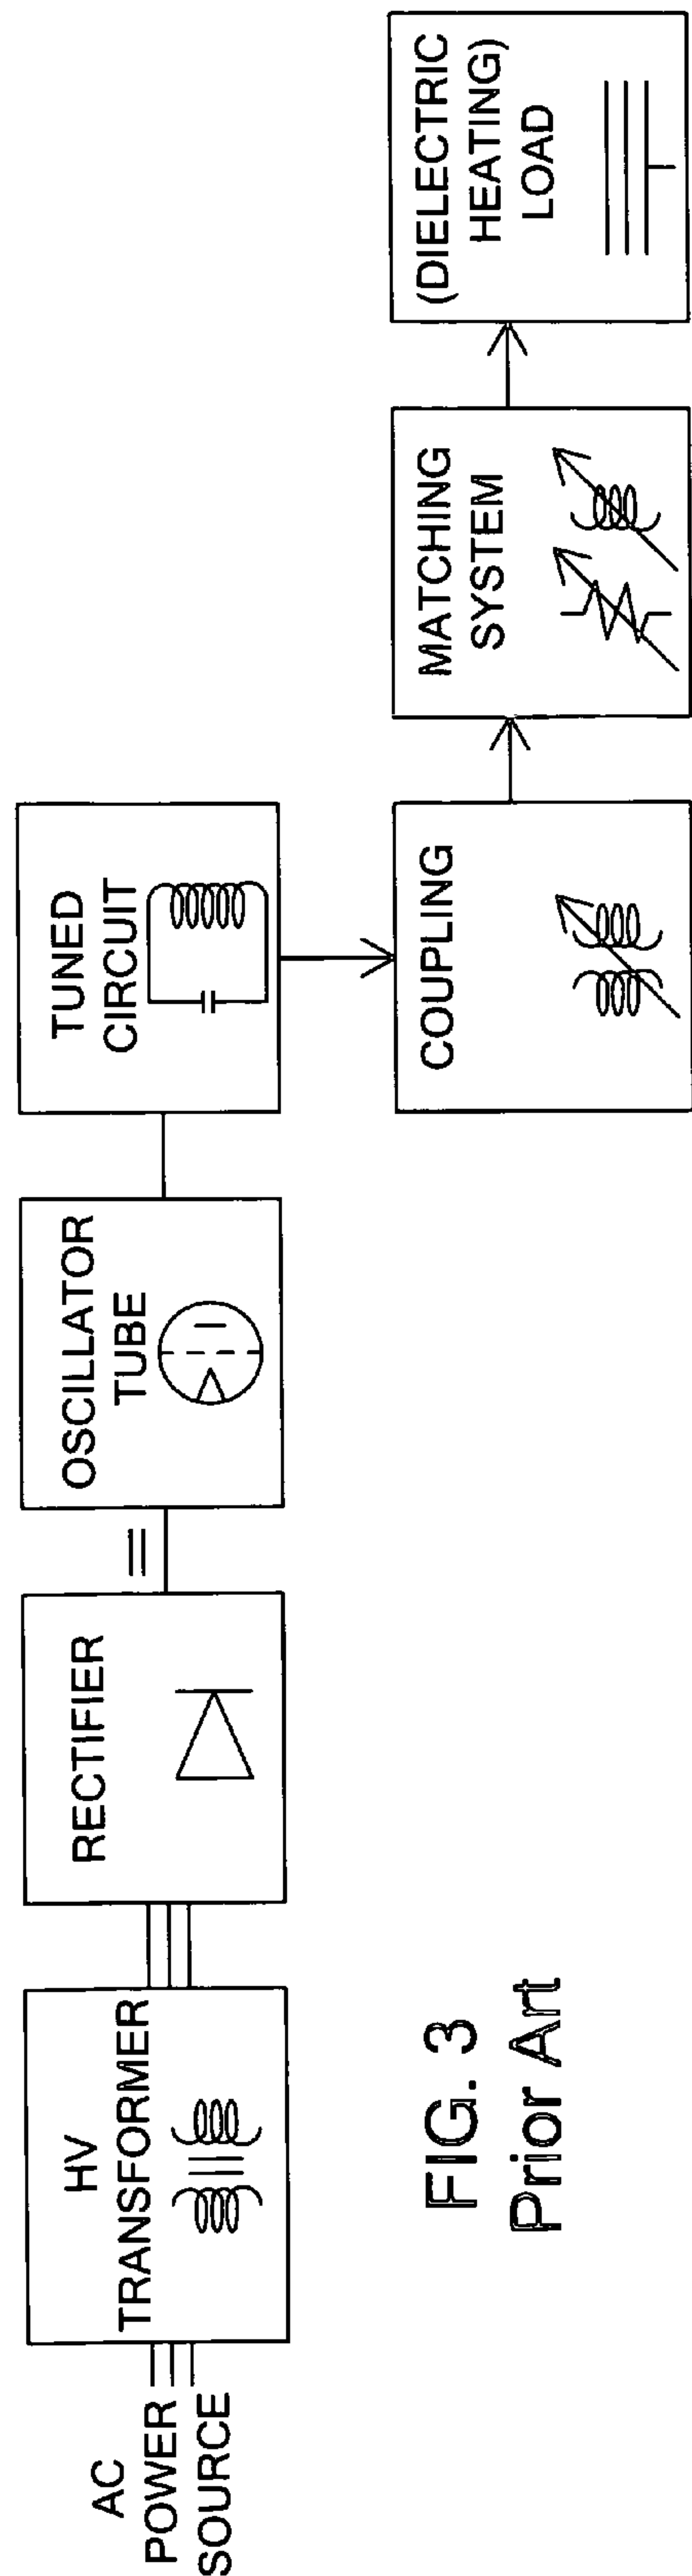 AC
POWER
SOURCE
HV
TRANSFORMER
RECTIFIER
OSCILLATOR
TUBE
TUNED
CIRCUIT
COUPLING
MATCHING
SYSTEM
(DIELECTRIC
HEATING)
LOAD
FIG. 3
Prior Art